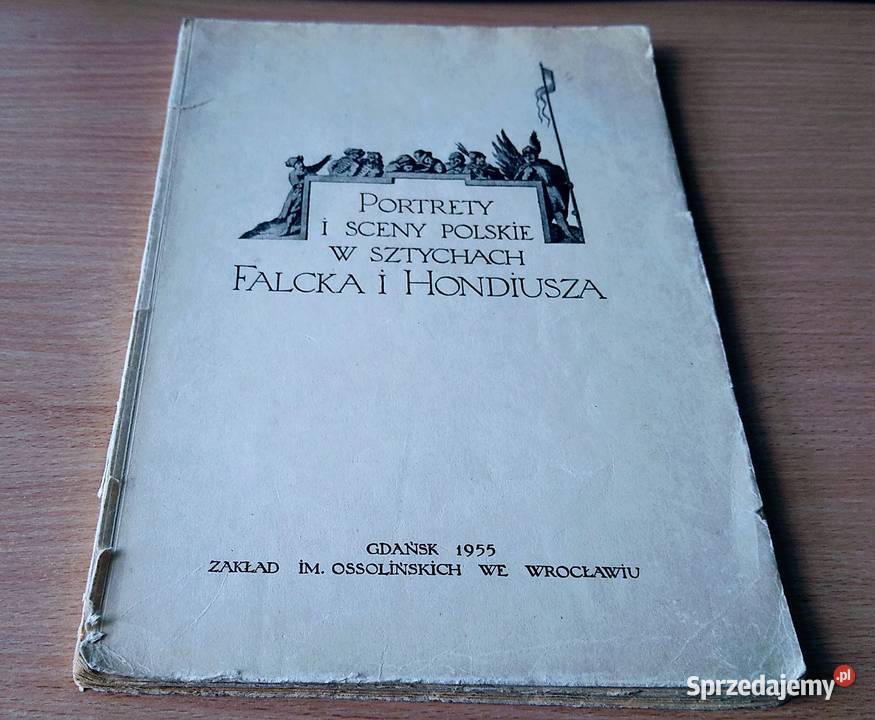 PORTRETY
I SCENY POLSKIE
W SZTYCHACH
FALCKA I HONDIUSZA
GDAŃSK 1955
ZAKŁAD IM. OSSOLIŃSKICH WE WROCŁAWIU
Sprzedajemy.pl